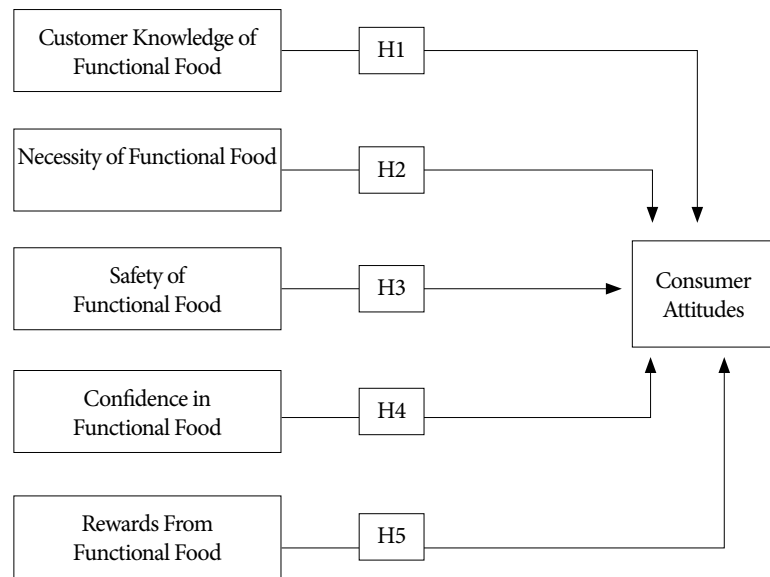 Customer Knowledge of
Functional Food
H1
Necessity of Functional Food
H2
Safety of
Functional Food
H3
Consumer
Attitudes
Confidence in
Functional Food
H4
Rewards From
Functional Food
H5